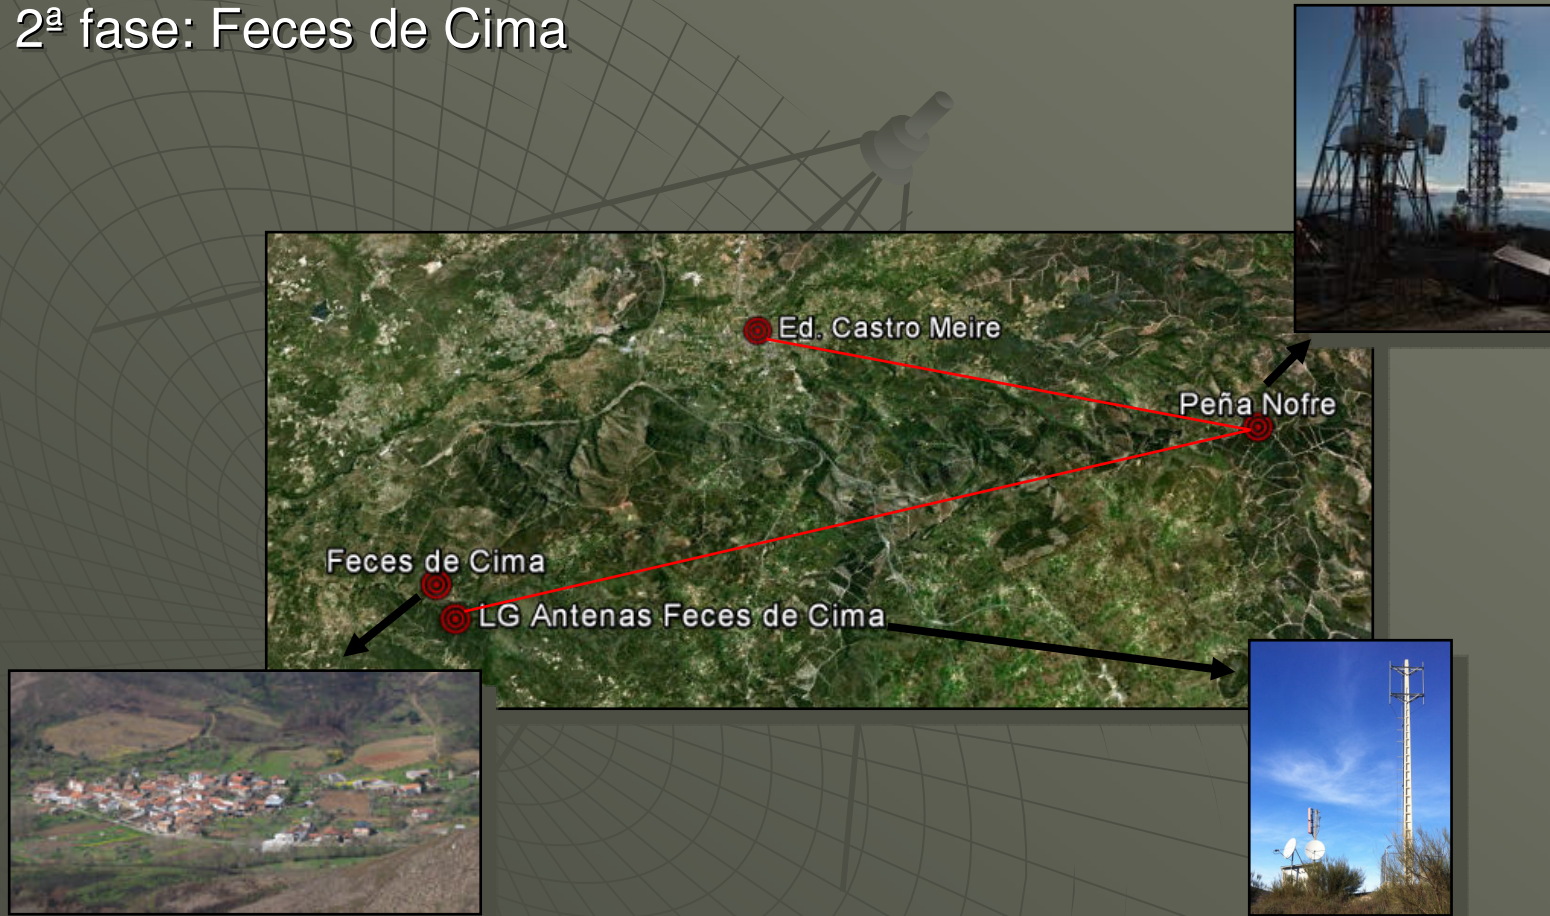 2ª fase: Feces de Cima
Ed. Castro Meire
Peña Nofre
Feces de Cima
LG Antenas Feces de Cima